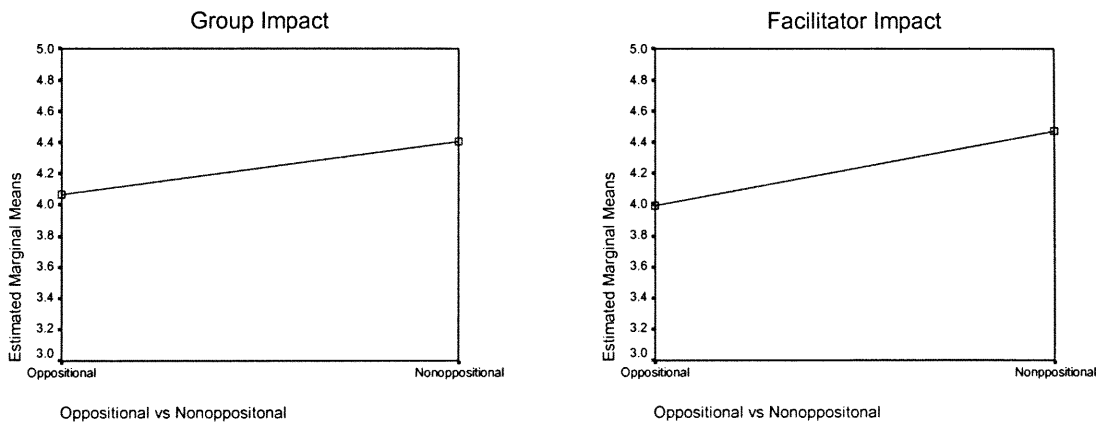 Group Impact
5.0
4.8
4.6
4.4
4.2
4.0
3.8
3.6
3.4
3.2
3.0
Estimated Marginal Means
Oppositional
Nonoppositional
Oppositional vs Nonoppositonal
Facilitator Impact
5.0
4.8
4.6
4.4
4.2
4.0
3.8
3.6
3.4
3.2
3.0
Estimated Marginal Means
Oppositional
Nonppositional
Oppositional vs Nonoppositonal